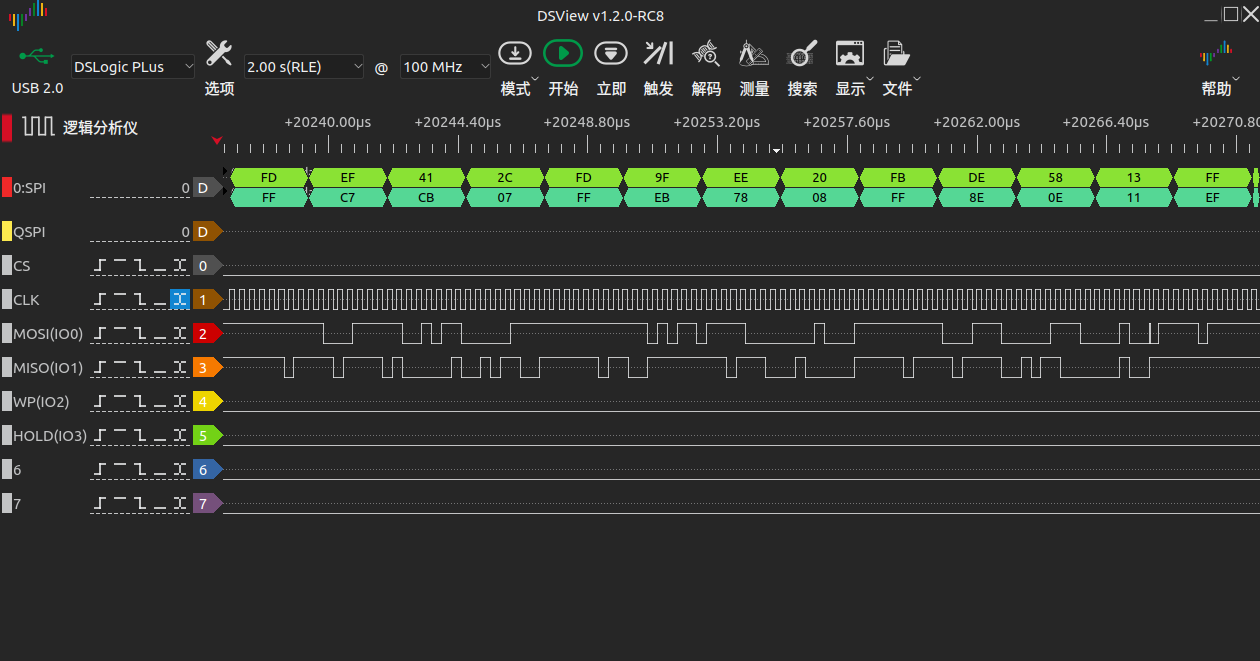 DSView v1.2.0-RC8
USB 2.0
DSLogic PLus
选项
2.00 s(RLE)
@
100 MHz
模式
开始
立即
触发
解码
测量
搜索
显示
文件
帮助
逻辑分析仪
+20240.00μs +20244.40μs +20248.80μs +20253.20μs +20257.60μs +20262.00μs +20266.40μs +20270.80
0:SPI 0 D
FD EF 41 2C FD 9F EE 20 FB DE 58 13 FF
FF C7 CB 07 FF EB 78 08 FF 8E 0E 11 EF
QSPI 0 D
CS 0
CLK 1
MOSI(IO0) 2
MISO(IO1) 3
WP(IO2) 4
HOLD(IO3) 5
6 6
7 7